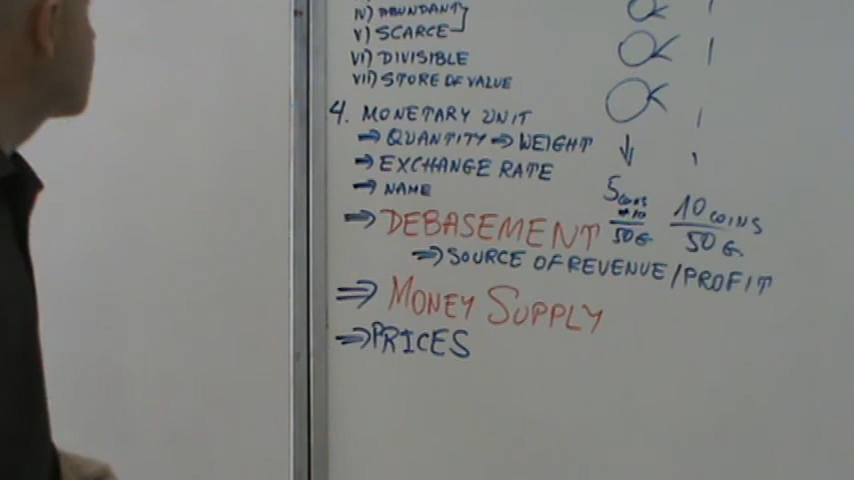 iv) ABUNDANT
v) SCARCE
vi) DIVISIBLE
vii) STORE OF VALUE
4. MONETARY UNIT
⇒ QUANTITY ⇒ WEIGHT
⇒ EXCHANGE RATE
⇒ NAME
⇒ DEBASEMENT
5 COINS
50 G
10 COINS
50 G.
⇒ SOURCE OF REVENUE/PROFIT
⇒ MONEY SUPPLY
⇒ PRICES